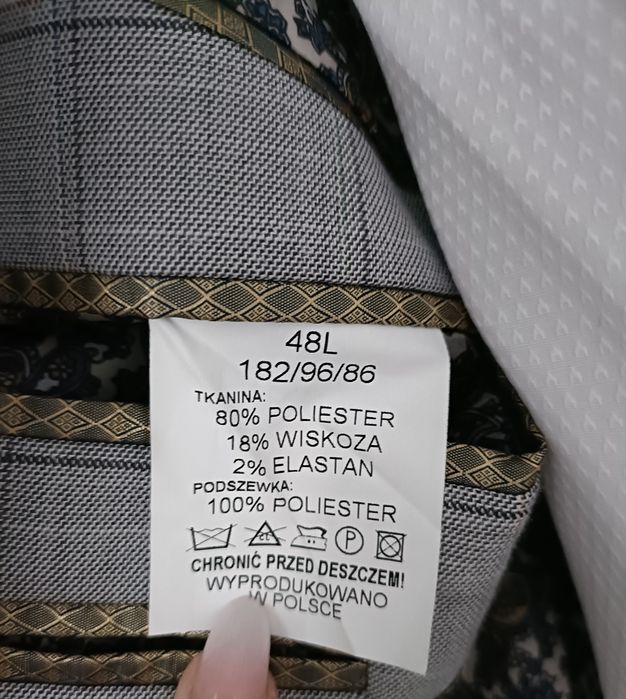 48L
182/96/86
TKANINA:
80% POLIESTER
18% WISKOZA
2% ELASTAN
PODSZEWKA:
100% POLIESTER
CL P
CHRONIĆ PRZED DESZCZEM!
WYPRODUKOWANO
W POLSCE